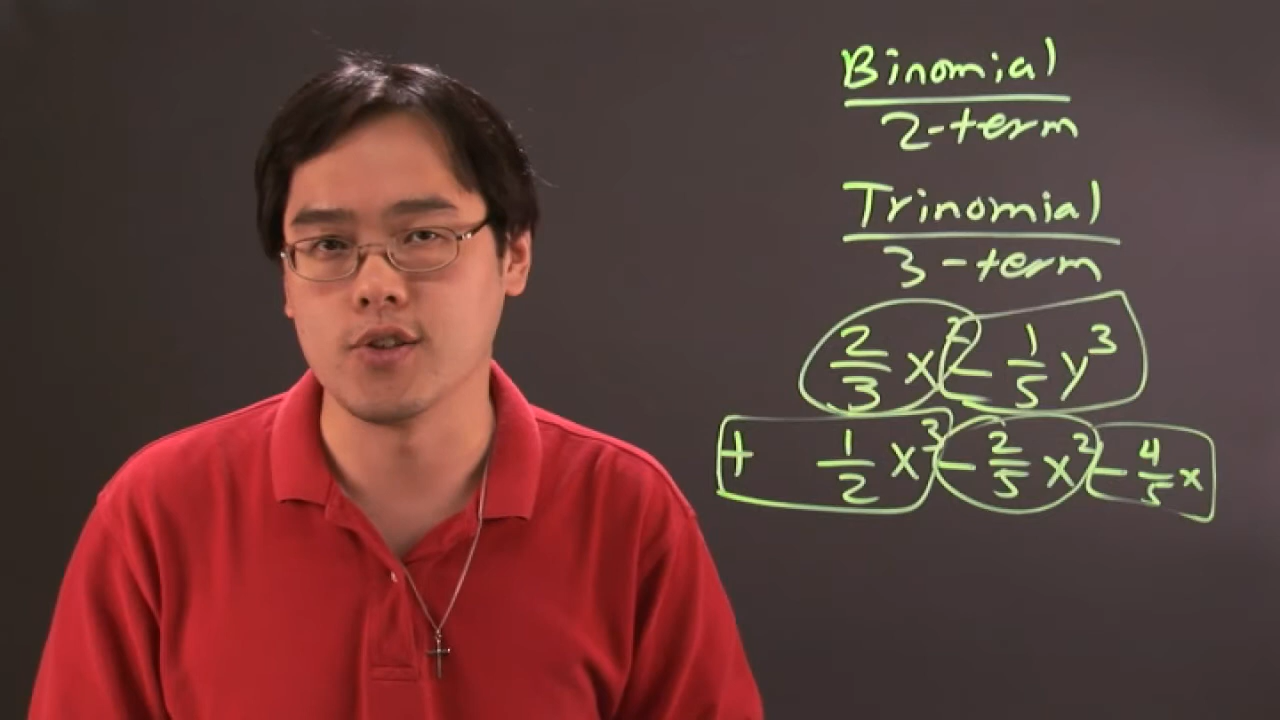 Binomial
2-term
Trinomial
3-term
2/3 x² - 1/5 y³
+ 1/2 x³ - 2/5 x² - 4/5 x